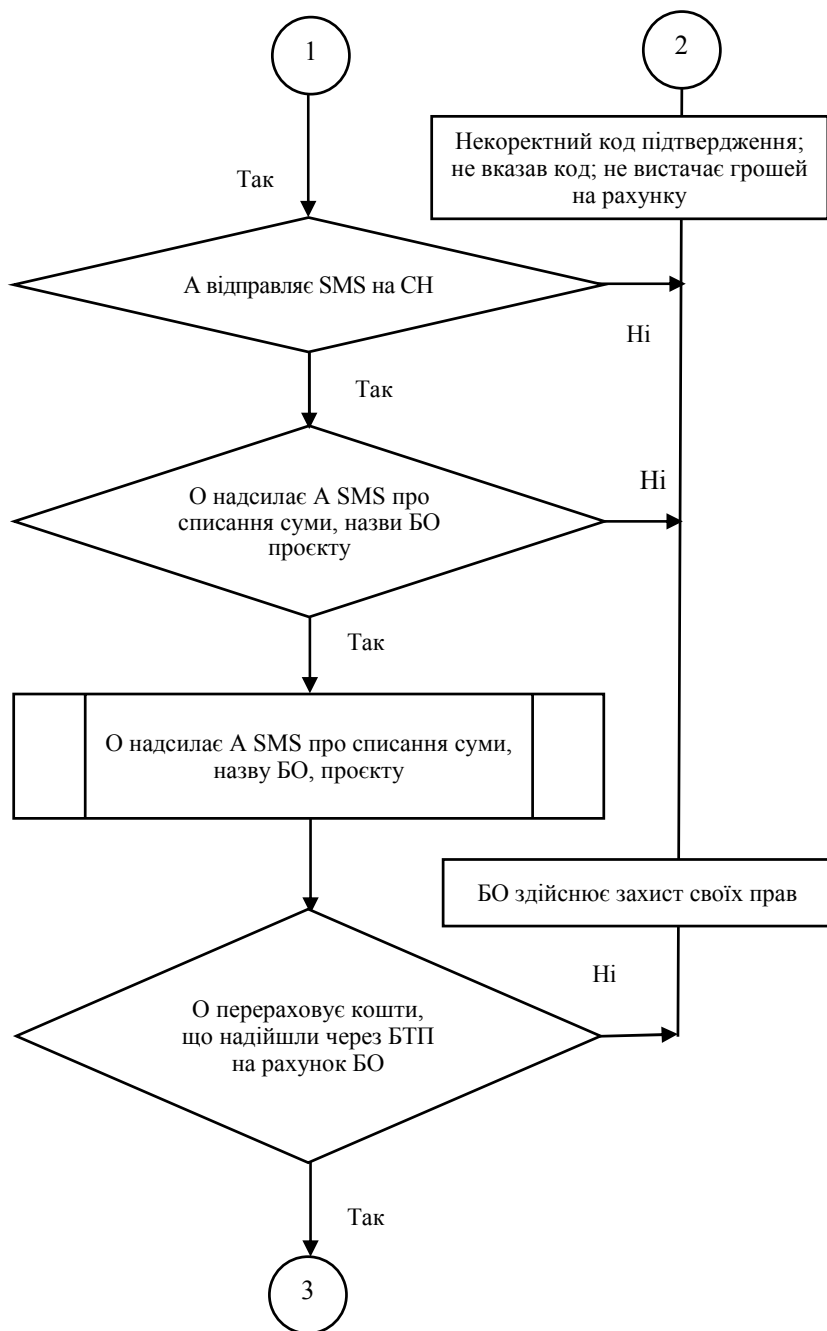 1
2
Некоректний код підтвердження;
не вказав код; не вистачає грошей
на рахунку
Так
А відправляє SMS на СН
Ні
Так
О надсилає А SMS про
списання суми, назви БО
проєкту
Ні
Так
О надсилає А SMS про списання суми,
назву БО, проєкту
БО здійснює захист своїх прав
Ні
О перераховує кошти,
що надійшли через БТП
на рахунок БО
Так
3